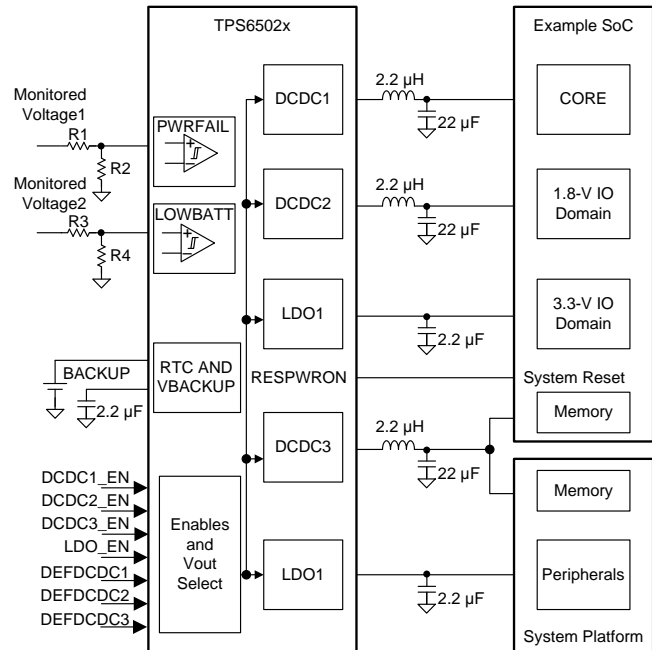 TPS6502x
Example SoC
Monitored
Voltage1
R1
R2
PWRFAIL
DCDC1
2.2 µH
22 µF
CORE
Monitored
Voltage2
R3
R4
LOWBATT
DCDC2
2.2 µH
22 µF
1.8-V IO
Domain
LDO1
2.2 µF
3.3-V IO
Domain
BACKUP
2.2 µF
RTC AND
VBACKUP
RESPWRON
System Reset
Memory
DCDC3
2.2 µH
22 µF
Memory
DCDC1_EN
DCDC2_EN
DCDC3_EN
LDO_EN
DEFDCDC1
DEFDCDC2
DEFDCDC3
Enables
and
Vout
Select
LDO1
2.2 µF
Peripherals
System Platform